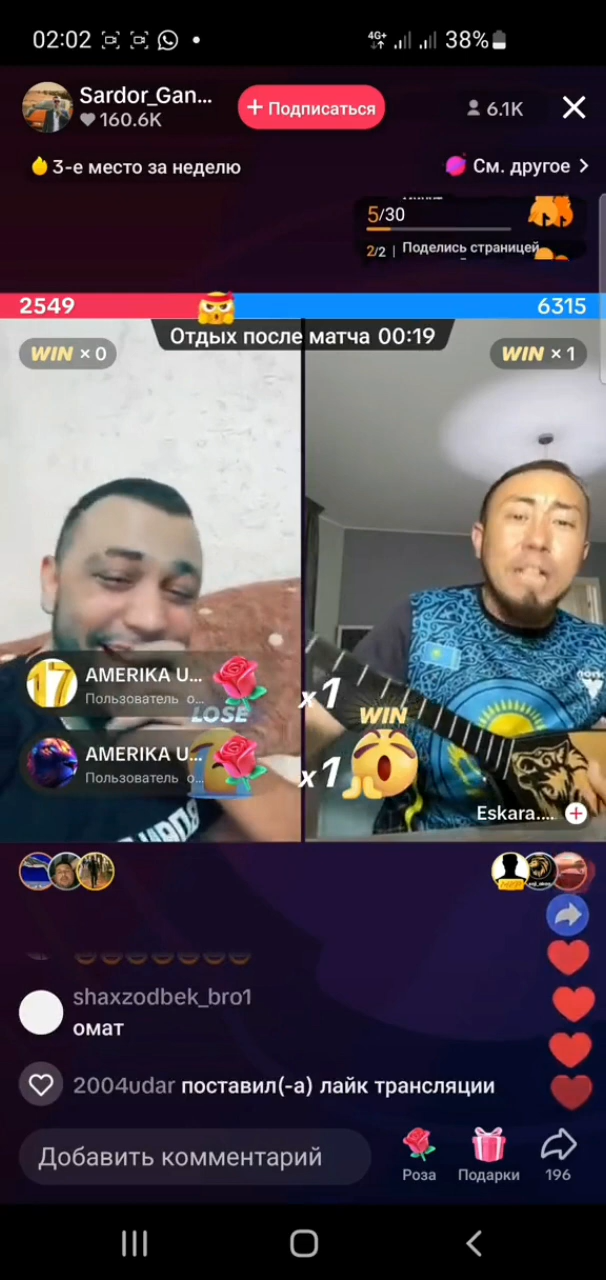 02:02
4G+
38%
Sardor_Gan...
160.6K
+ Подписаться
6.1K
3-е место за неделю
См. другое >
5/30
2/2 | Поделись страницей
2549
6315
Отдых после матча 00:19
WIN × 0
WIN × 1
17 AMERIKA U...
Пользователь о...
LOSE
x1
WIN
AMERIKA U...
Пользователь о...
x1
Eskara....
shaxzodbek_bro1
омат
2004udar поставил(-а) лайк трансляции
Добавить комментарий
Роза
Подарки
196